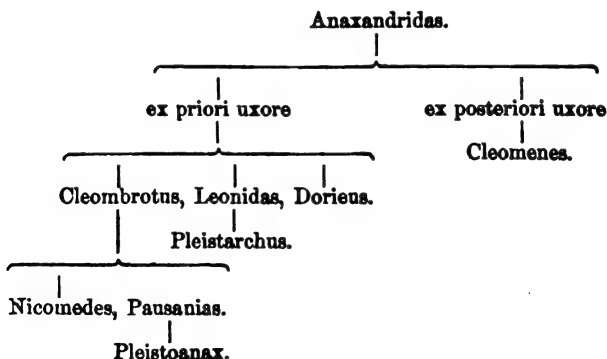 Anaxandridas.
ex priori uxore ex posteriori uxore
Cleomenes.
Cleombrotus, Leonidas, Dorieus.
Pleistarchus.
Nicomedes, Pausanias.
Pleistoanax.